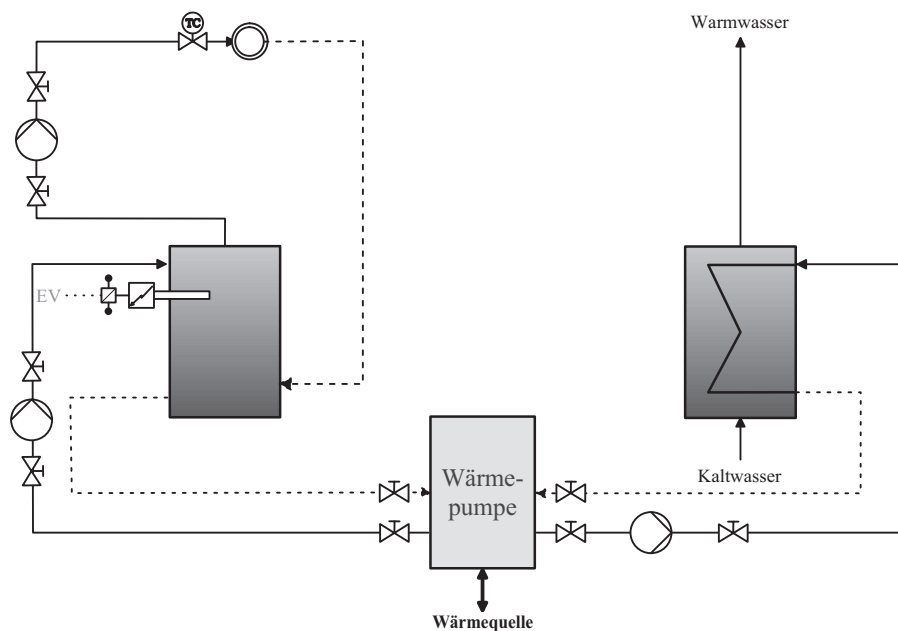 TC
Warmwasser
EV
Kaltwasser
Wärme-
pumpe
Wärmequelle